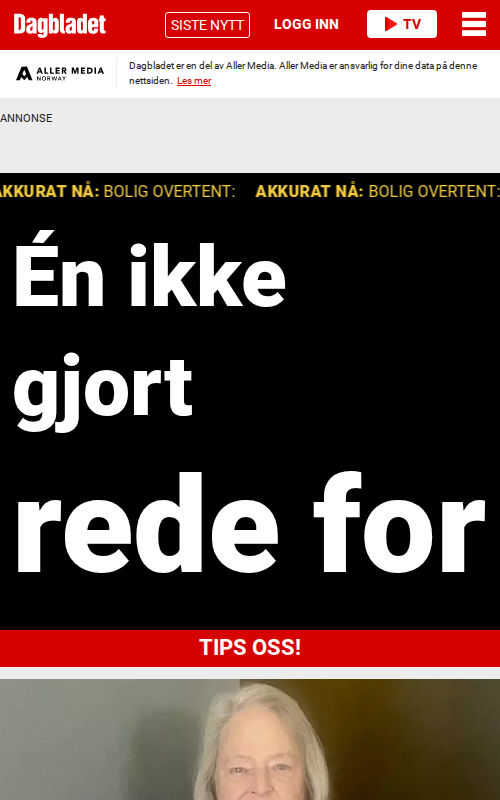 Dagbladet
SISTE NYTT
LOGG INN
TV
ALLER MEDIA
NORWAY
Dagbladet er en del av Aller Media. Aller Media er ansvarlig for dine data på denne
nettsiden. Les mer
ANNONSE
AKKURAT NÅ: BOLIG OVERTENT: AKKURAT NÅ: BOLIG OVERTENT:
Én ikke
gjort
rede for
TIPS OSS!